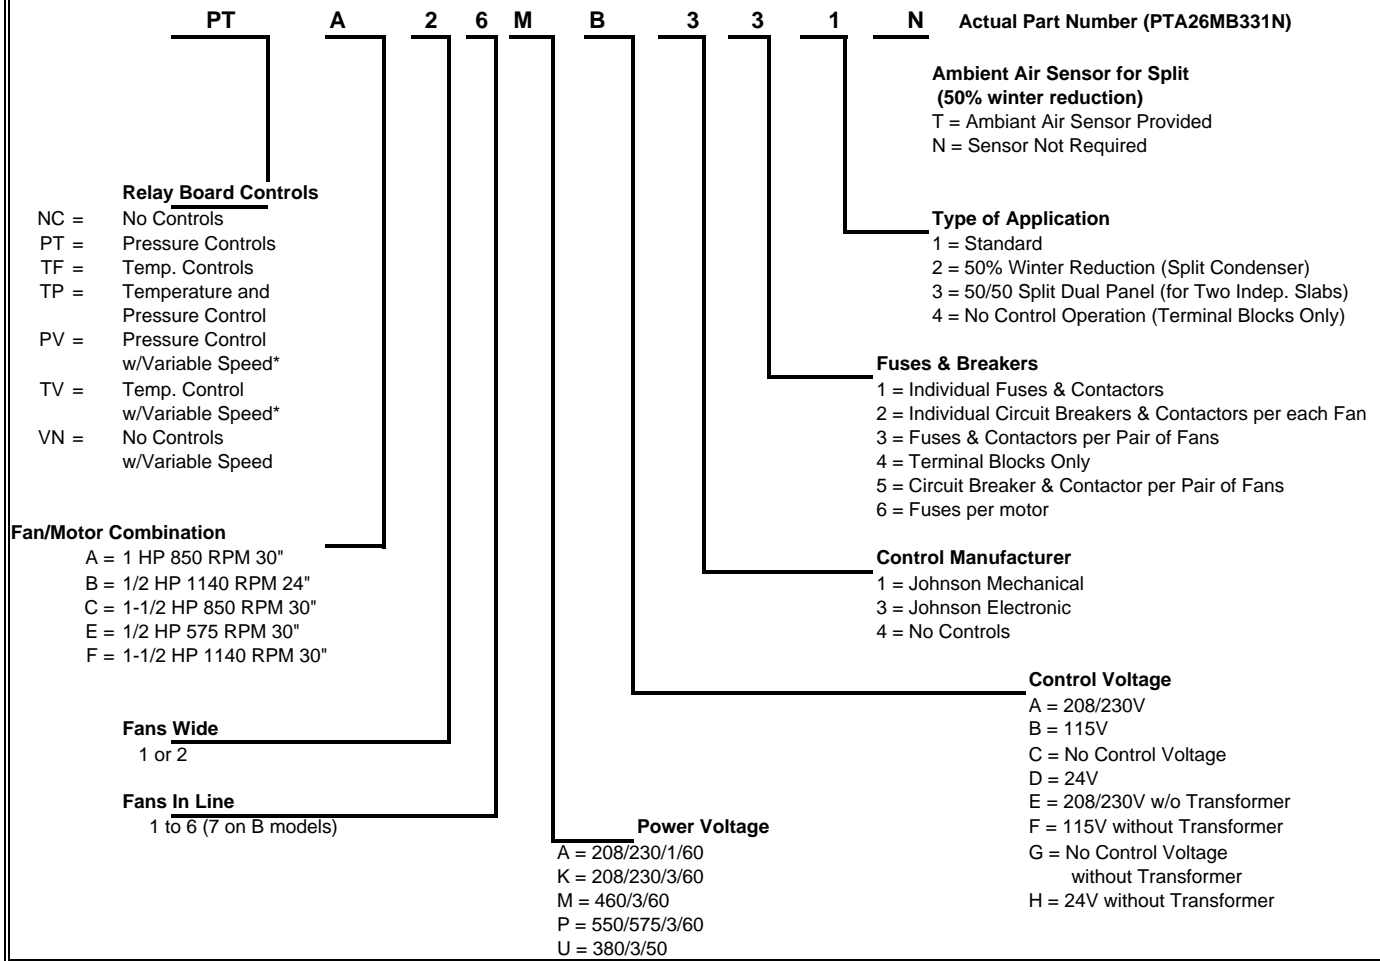 PT A 2 6 M B 3 3 1 N Actual Part Number (PTA26MB331N)
Ambient Air Sensor for Split
(50% winter reduction)
T = Ambiant Air Sensor Provided
N = Sensor Not Required
Relay Board Controls
NC = No Controls
PT = Pressure Controls
TF = Temp. Controls
TP = Temperature and
Pressure Control
PV = Pressure Control
w/Variable Speed*
TV = Temp. Control
w/Variable Speed*
VN = No Controls
w/Variable Speed
Type of Application
1 = Standard
2 = 50% Winter Reduction (Split Condenser)
3 = 50/50 Split Dual Panel (for Two Indep. Slabs)
4 = No Control Operation (Terminal Blocks Only)
Fuses & Breakers
1 = Individual Fuses & Contactors
2 = Individual Circuit Breakers & Contactors per each Fan
3 = Fuses & Contactors per Pair of Fans
4 = Terminal Blocks Only
5 = Circuit Breaker & Contactor per Pair of Fans
6 = Fuses per motor
Fan/Motor Combination
A = 1 HP 850 RPM 30"
B = 1/2 HP 1140 RPM 24"
C = 1-1/2 HP 850 RPM 30"
E = 1/2 HP 575 RPM 30"
F = 1-1/2 HP 1140 RPM 30"
Control Manufacturer
1 = Johnson Mechanical
3 = Johnson Electronic
4 = No Controls
Control Voltage
A = 208/230V
B = 115V
C = No Control Voltage
D = 24V
E = 208/230V w/o Transformer
F = 115V without Transformer
G = No Control Voltage
without Transformer
H = 24V without Transformer
Fans Wide
1 or 2
Fans In Line
1 to 6 (7 on B models)
Power Voltage
A = 208/230/1/60
K = 208/230/3/60
M = 460/3/60
P = 550/575/3/60
U = 380/3/50